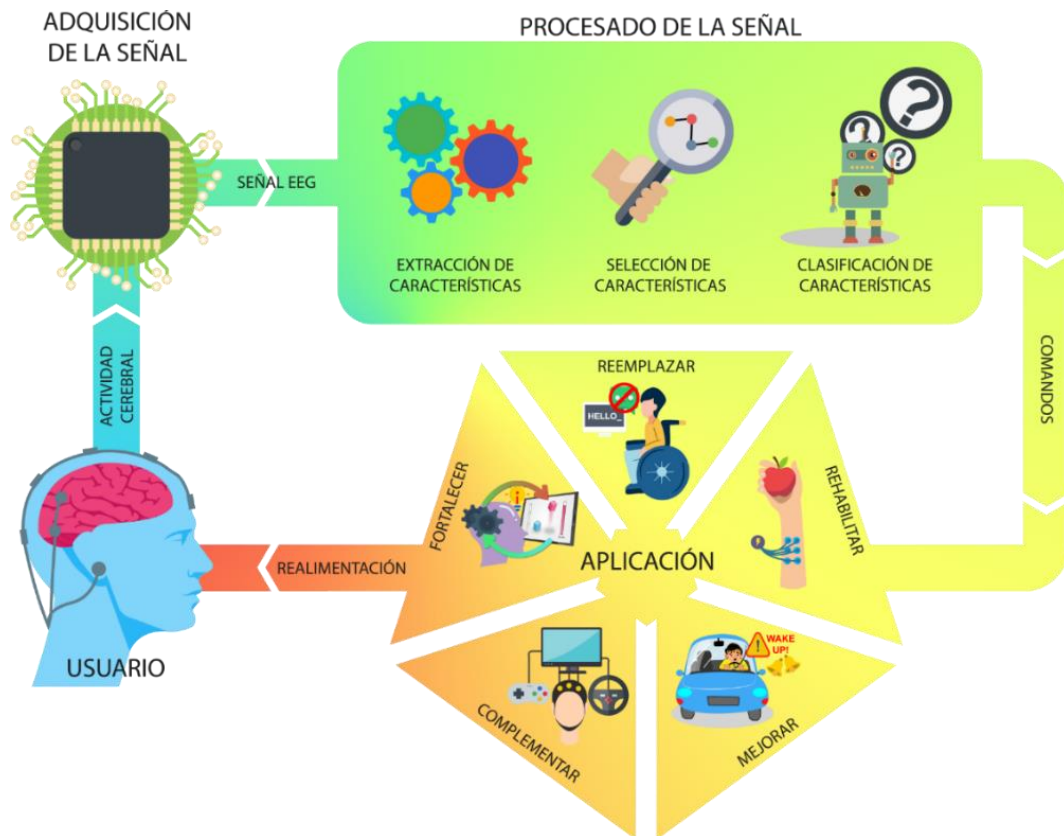 ADQUISICIÓN
DE LA SEÑAL
PROCESADO DE LA SEÑAL
SEÑAL EEG
EXTRACCIÓN DE
CARACTERÍSTICAS
SELECCIÓN DE
CARACTERÍSTICAS
CLASIFICACIÓN DE
CARACTERÍSTICAS
?
?
?
COMANDOS
ACTIVIDAD
CEREBRAL
REEMPLAZAR
HELLO_
REHABILITAR
FORTALECER
APLICACIÓN
REALIMENTACIÓN
USUARIO
COMPLEMENTAR
WAKE
UP!
!
MEJORAR